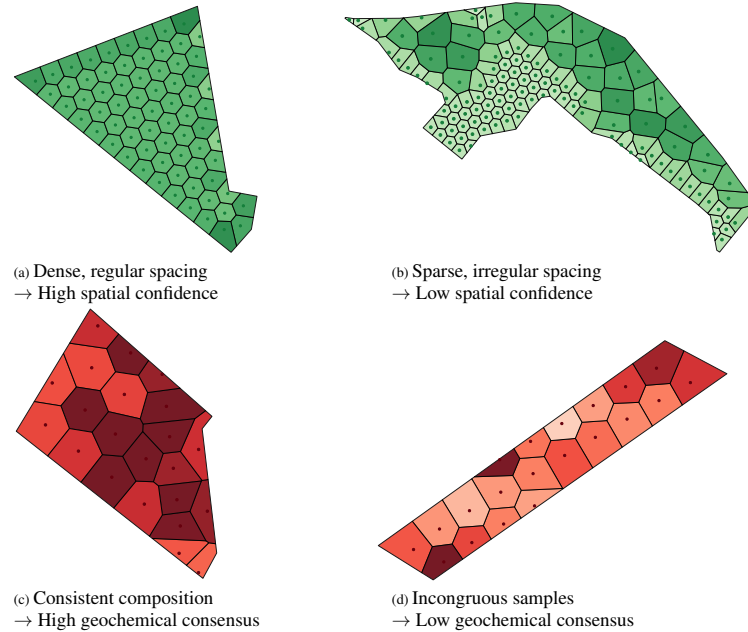 (a) Dense, regular spacing
→ High spatial confidence
(b) Sparse, irregular spacing
→ Low spatial confidence
(c) Consistent composition
→ High geochemical consensus
(d) Incongruous samples
→ Low geochemical consensus